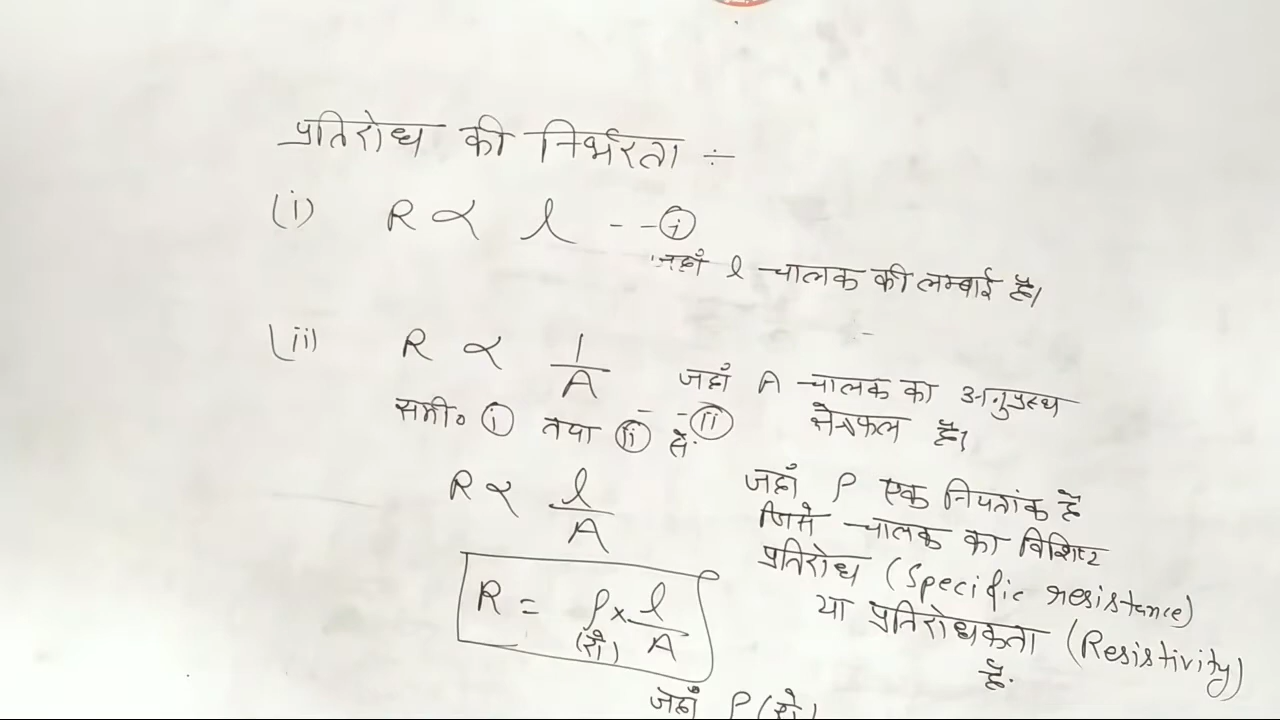 प्रतिरोध की निर्भरता ÷
(i) R ∝ l - - (i)
जहाँ l चालक की लम्बाई है।
(ii) R ∝ 1/A - - (ii)
जहाँ A चालक का अनुप्रस्थ
क्षेत्रफल है।
समी० (i) तथा (ii) से.
R ∝ l/A
R = ρ × l/A
(रो)
जहाँ ρ एक नियतांक है
जिसे चालक का विशिष्ट
प्रतिरोध (Specific resistance)
या प्रतिरोधकता (Resistivity)
है.
जहाँ ρ (रो)